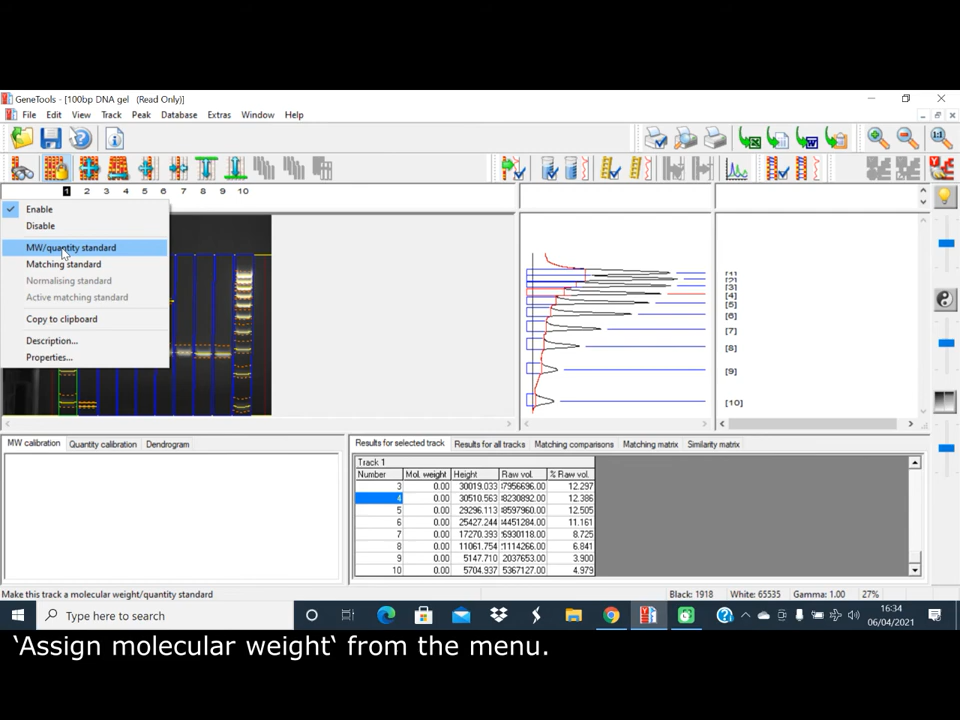 GeneTools - [100bp DNA gel (Read Only)]
File Edit View Track Peak Database Extras Window Help
1 2 3 4 5 6 7 8 9 10
Enable
Disable
MW/quantity standard
Matching standard
Normalising standard
Active matching standard
Copy to clipboard
Description...
Properties...
[1]
[2]
[3]
[4]
[5]
[6]
[7]
[8]
[9]
[10]
MW calibration Quantity calibration Dendrogram
Results for selected track Results for all tracks Matching comparisons Matching matrix Similarity matrix
Track 1
Number Mol. weight Height Raw vol. % Raw vol.
3 0.00 30019.033 12.297
4 0.00 30510.563 12.386
5 0.00 29296.113 12.505
6 0.00 25427.244 11.161
7 0.00 17270.393 8.725
8 0.00 11061.754 6.841
9 0.00 5147.710 2037653.00 3.900
10 0.00 5704.937 5367127.00 4.979
Make this track a molecular weight/quantity standard
Black: 1918 White: 65535 Gamma: 1.00 27%
Type here to search
16:34
06/04/2021
‘Assign molecular weight‘ from the menu.